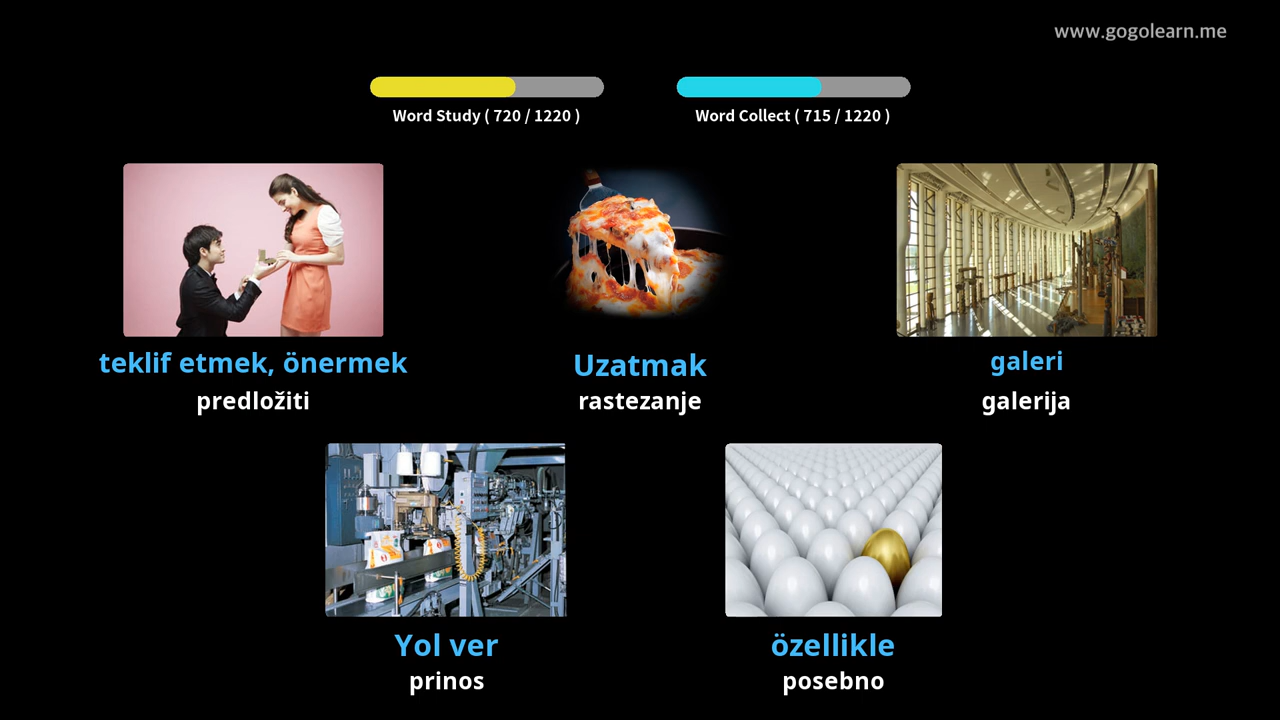 www.gogolearn.me
Word Study ( 720 / 1220 )
Word Collect ( 715 / 1220 )
teklif etmek, önermek
predložiti
Uzatmak
rastezanje
galeri
galerija
Yol ver
prinos
özellikle
posebno